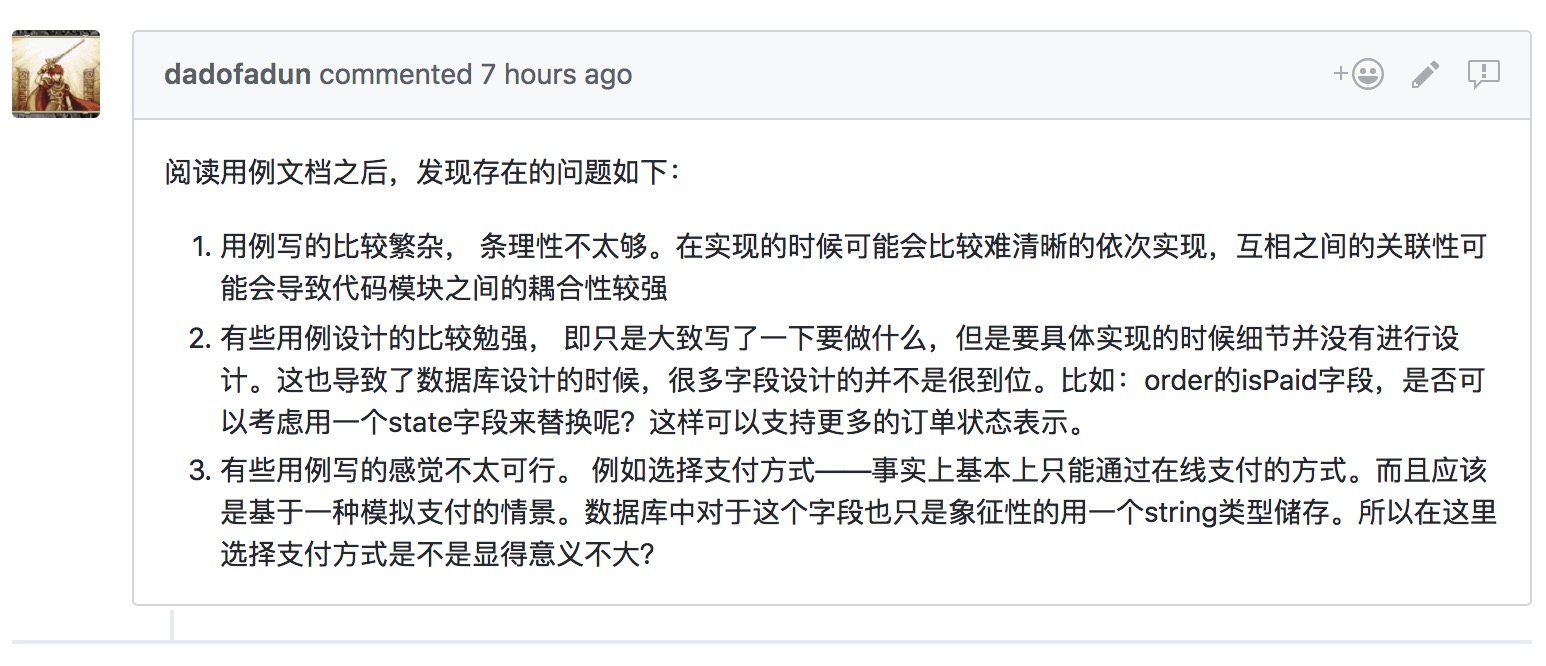 dadofadun commented 7 hours ago
阅读用例文档之后，发现存在的问题如下：
1. 用例写的比较繁杂， 条理性不太够。在实现的时候可能会比较难清晰的依次实现，互相之间的关联性可
能会导致代码模块之间的耦合性较强
2. 有些用例设计的比较勉强， 即只是大致写了一下要做什么，但是要具体实现的时候细节并没有进行设
计。这也导致了数据库设计的时候，很多字段设计的并不是很到位。比如：order的isPaid字段，是否可
以考虑用一个state字段来替换呢？这样可以支持更多的订单状态表示。
3. 有些用例写的感觉不太可行。 例如选择支付方式——事实上基本上只能通过在线支付的方式。而且应该
是基于一种模拟支付的情景。数据库中对于这个字段也只是象征性的用一个string类型储存。所以在这里
选择支付方式是不是显得意义不大?